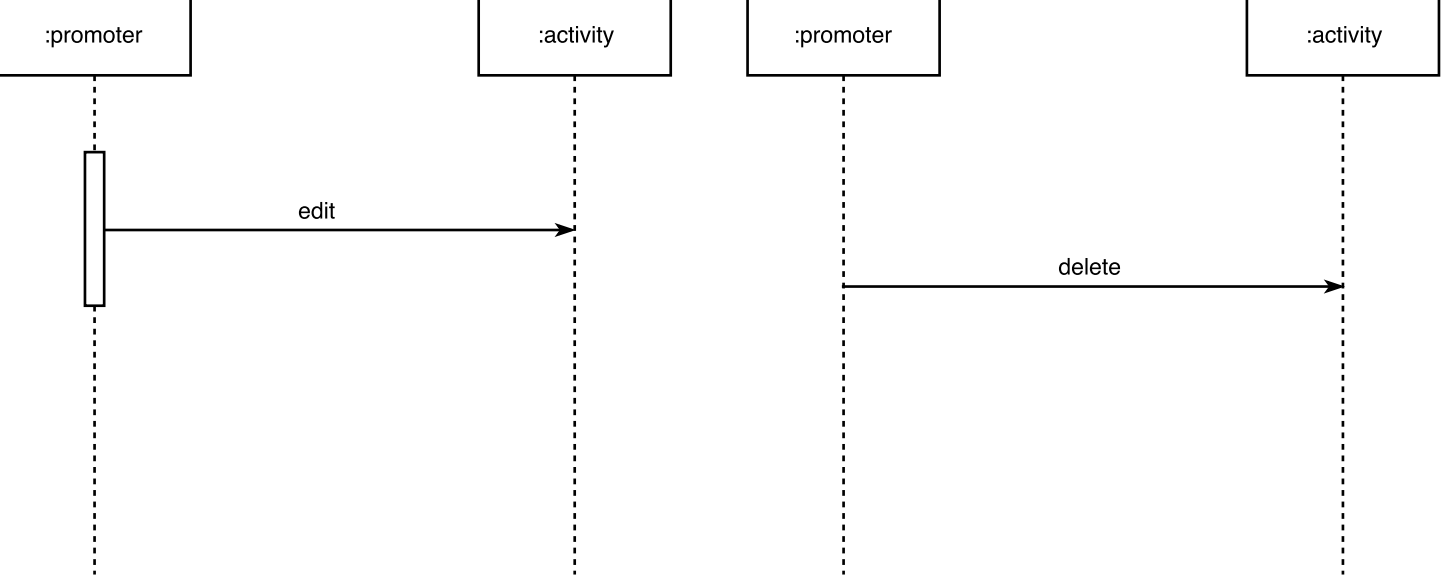 :promoter
:activity
:promoter
:activity
edit
delete